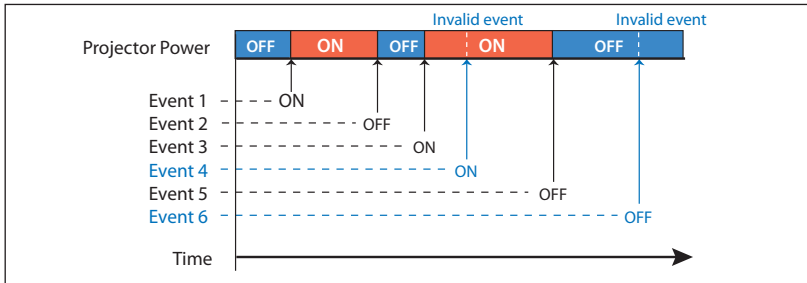 Invalid event Invalid event
Projector Power OFF ON OFF ON OFF
Event 1 ON
Event 2 OFF
Event 3 ON
Event 4 ON
Event 5 OFF
Event 6 OFF
Time